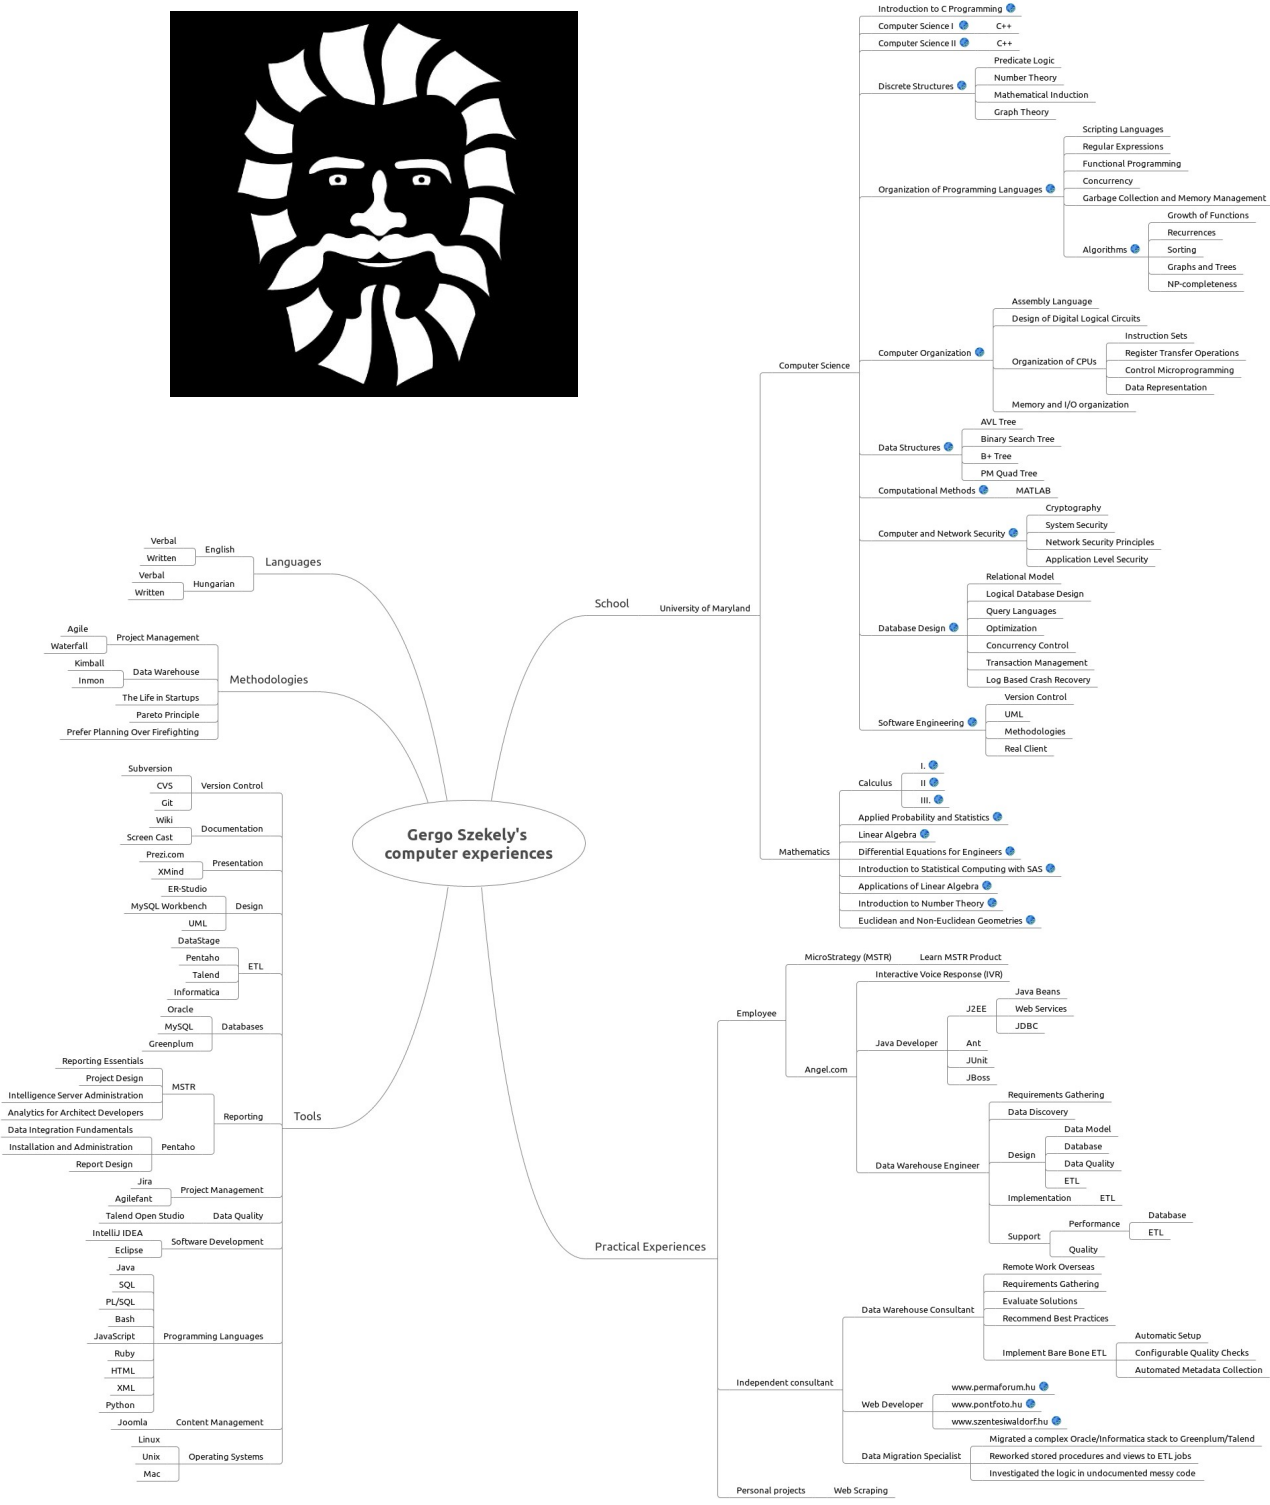 Gergo Szekely's
computer experiences
Languages
English
Verbal
Written
Hungarian
Verbal
Written
Methodologies
Project Management
Agile
Waterfall
Data Warehouse
Kimball
Inmon
The Life in Startups
Pareto Principle
Prefer Planning Over Firefighting
Tools
Version Control
Subversion
CVS
Git
Documentation
Wiki
Screen Cast
Presentation
Prezi.com
XMind
Design
ER-Studio
MySQL Workbench
UML
ETL
DataStage
Pentaho
Talend
Informatica
Databases
Oracle
MySQL
Greenplum
Reporting
MSTR
Reporting Essentials
Project Design
Intelligence Server Administration
Analytics for Architect Developers
Pentaho
Data Integration Fundamentals
Installation and Administration
Report Design
Project Management
Jira
Agilefant
Data Quality
Talend Open Studio
Software Development
IntelliJ IDEA
Eclipse
Programming Languages
Java
SQL
PL/SQL
Bash
JavaScript
Ruby
HTML
XML
Python
Content Management
Joomla
Operating Systems
Linux
Unix
Mac
School
University of Maryland
Computer Science
Introduction to C Programming
Computer Science I
C++
Computer Science II
C++
Discrete Structures
Predicate Logic
Number Theory
Mathematical Induction
Graph Theory
Organization of Programming Languages
Scripting Languages
Regular Expressions
Functional Programming
Concurrency
Garbage Collection and Memory Management
Algorithms
Growth of Functions
Recurrences
Sorting
Graphs and Trees
NP-completeness
Computer Organization
Assembly Language
Design of Digital Logical Circuits
Organization of CPUs
Instruction Sets
Register Transfer Operations
Control Microprogramming
Data Representation
Memory and I/O organization
Data Structures
AVL Tree
Binary Search Tree
B+ Tree
PM Quad Tree
Computational Methods
MATLAB
Computer and Network Security
Cryptography
System Security
Network Security Principles
Application Level Security
Database Design
Relational Model
Logical Database Design
Query Languages
Optimization
Concurrency Control
Transaction Management
Log Based Crash Recovery
Software Engineering
Version Control
UML
Methodologies
Real Client
Mathematics
Calculus
I.
II
III.
Applied Probability and Statistics
Linear Algebra
Differential Equations for Engineers
Introduction to Statistical Computing with SAS
Applications of Linear Algebra
Introduction to Number Theory
Euclidean and Non-Euclidean Geometries
Practical Experiences
Employee
MicroStrategy (MSTR)
Learn MSTR Product
Angel.com
Interactive Voice Response (IVR)
Java Developer
J2EE
Java Beans
Web Services
JDBC
Ant
JUnit
JBoss
Data Warehouse Engineer
Requirements Gathering
Data Discovery
Design
Data Model
Database
Data Quality
ETL
Implementation
ETL
Support
Performance
Database
ETL
Quality
Independent consultant
Data Warehouse Consultant
Remote Work Overseas
Requirements Gathering
Evaluate Solutions
Recommend Best Practices
Implement Bare Bone ETL
Automatic Setup
Configurable Quality Checks
Automated Metadata Collection
Web Developer
www.permaforum.hu
www.pontfoto.hu
www.szentesiwaldorf.hu
Data Migration Specialist
Migrated a complex Oracle/Informatica stack to Greenplum/Talend
Reworked stored procedures and views to ETL jobs
Investigated the logic in undocumented messy code
Personal projects
Web Scraping